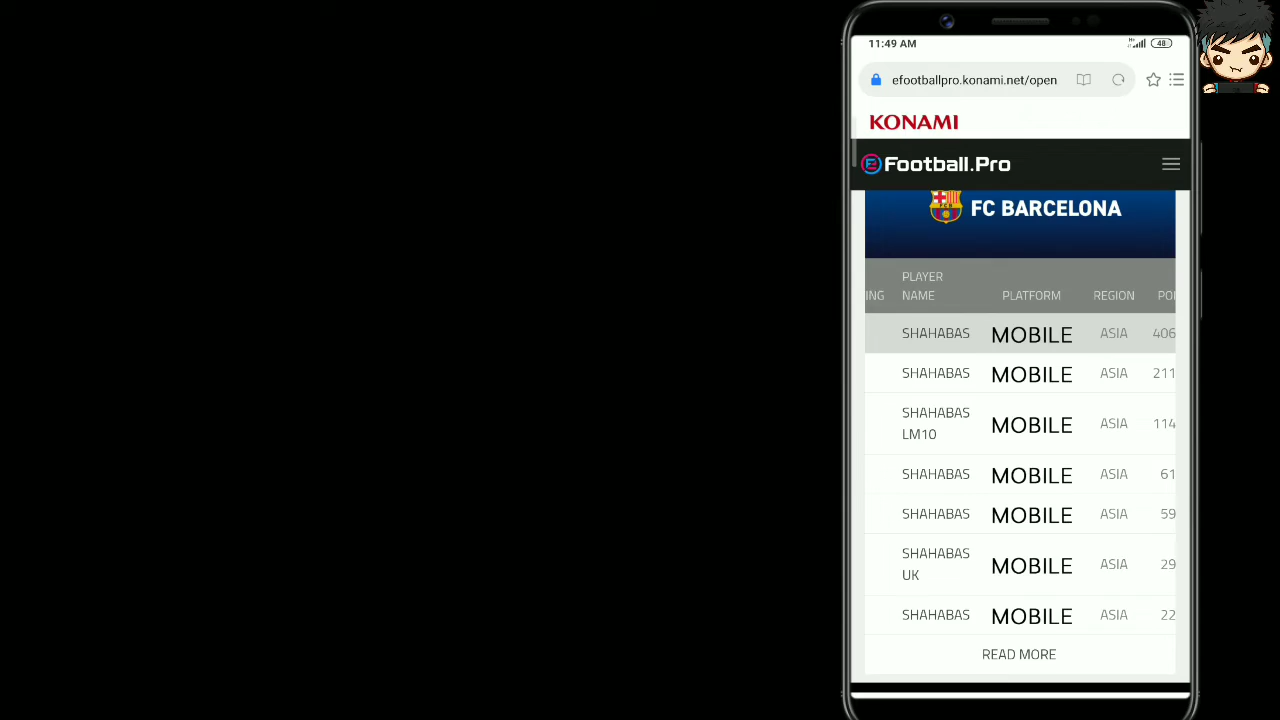 11:49 AM
48
efootballpro.konami.net/open
KONAMI
Football.Pro
FC BARCELONA
ING PLAYER NAME PLATFORM REGION POI
SHAHABAS MOBILE ASIA 406
SHAHABAS MOBILE ASIA 211
SHAHABAS LM10 MOBILE ASIA 114
SHAHABAS MOBILE ASIA 61
SHAHABAS MOBILE ASIA 59
SHAHABAS UK MOBILE ASIA 29
SHAHABAS MOBILE ASIA 22
READ MORE